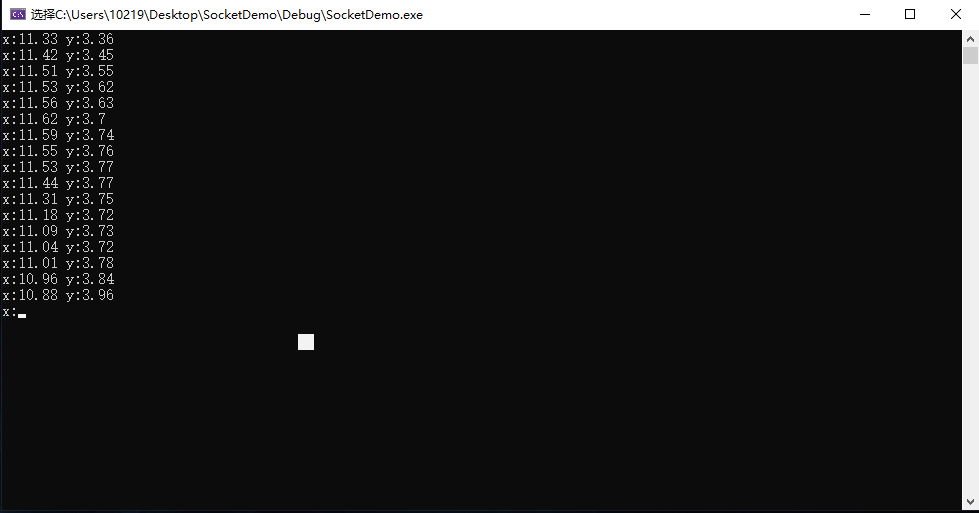 选择C:\Users\10219\Desktop\SocketDemo\Debug\SocketDemo.exe
x:11.33 y:3.36
x:11.42 y:3.45
x:11.51 y:3.55
x:11.53 y:3.62
x:11.56 y:3.63
x:11.62 y:3.7
x:11.59 y:3.74
x:11.55 y:3.76
x:11.53 y:3.77
x:11.44 y:3.77
x:11.31 y:3.75
x:11.18 y:3.72
x:11.09 y:3.73
x:11.04 y:3.72
x:11.01 y:3.78
x:10.96 y:3.84
x:10.88 y:3.96
x: